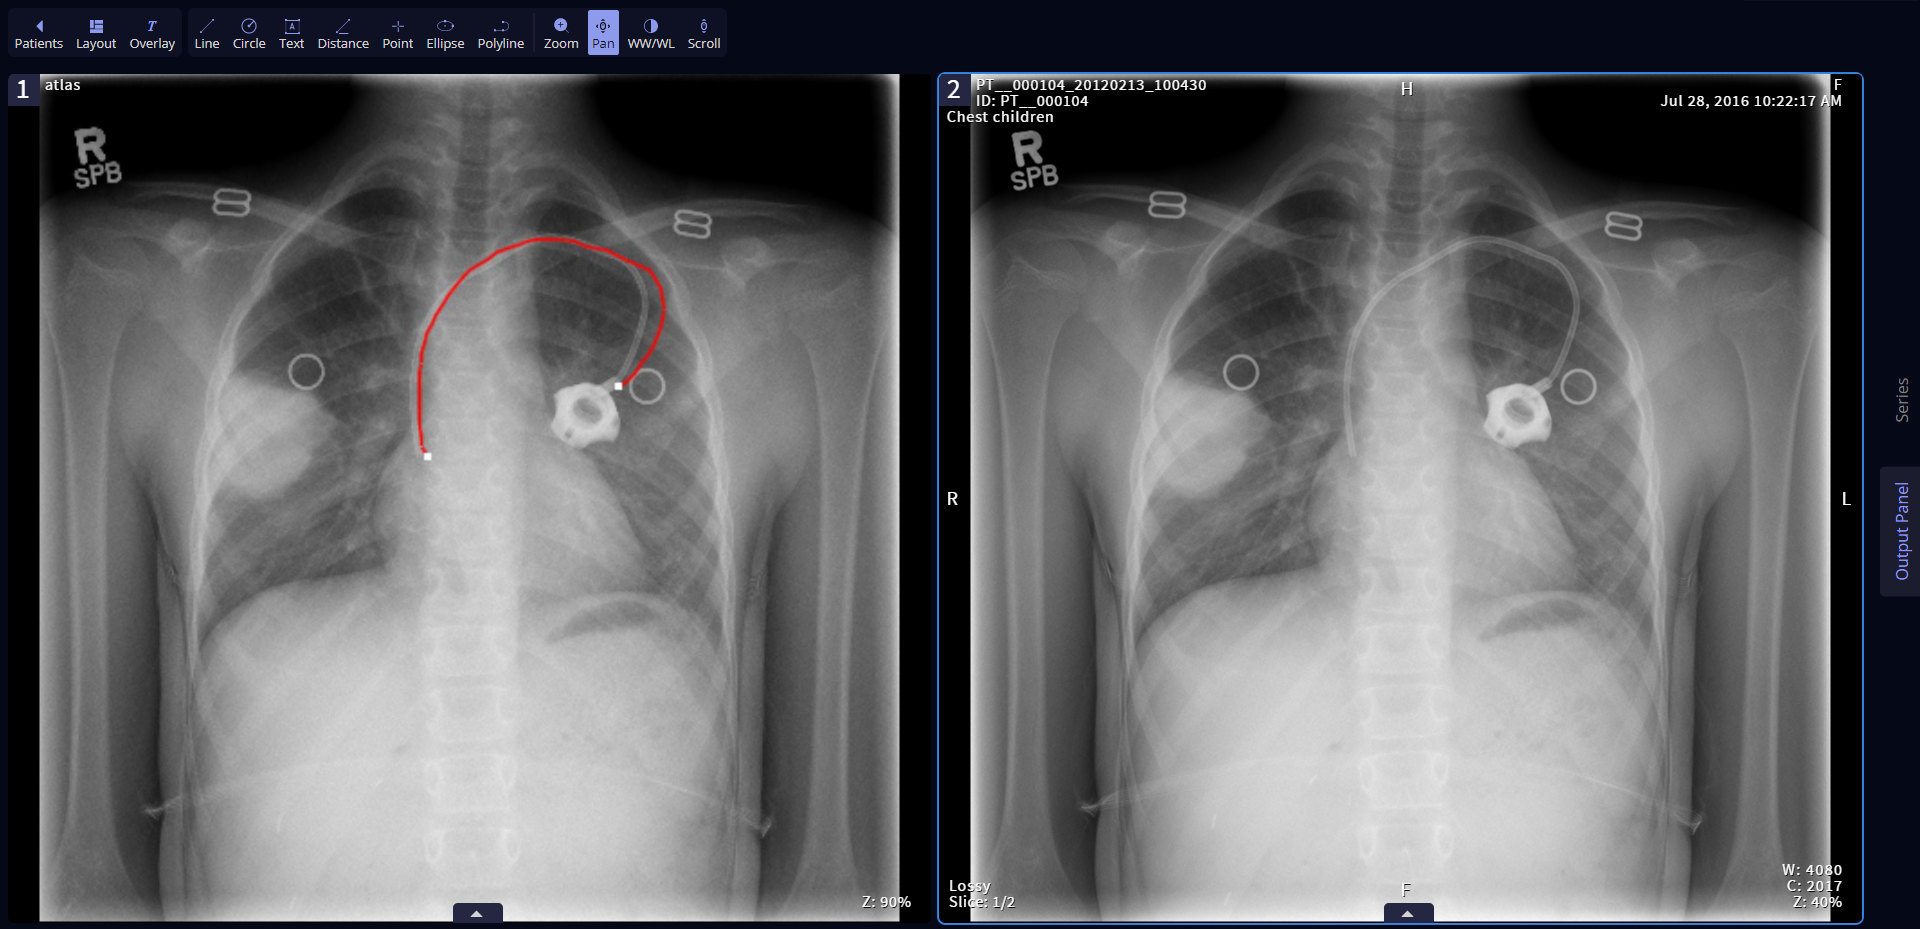 Patients Layout Overlay Line Circle Text Distance Point Ellipse Polyline Zoom Pan WW/WL Scroll
1
atlas
R
SPB
Z: 90%
2
PT__000104_20120213_100430
ID: PT__000104
Chest children
H
F
Jul 28, 2016 10:22:17 AM
R
SPB
R
L
Lossy
Slice: 1/2
F
W: 4080
C: 2017
Z: 40%
Series
Output Panel